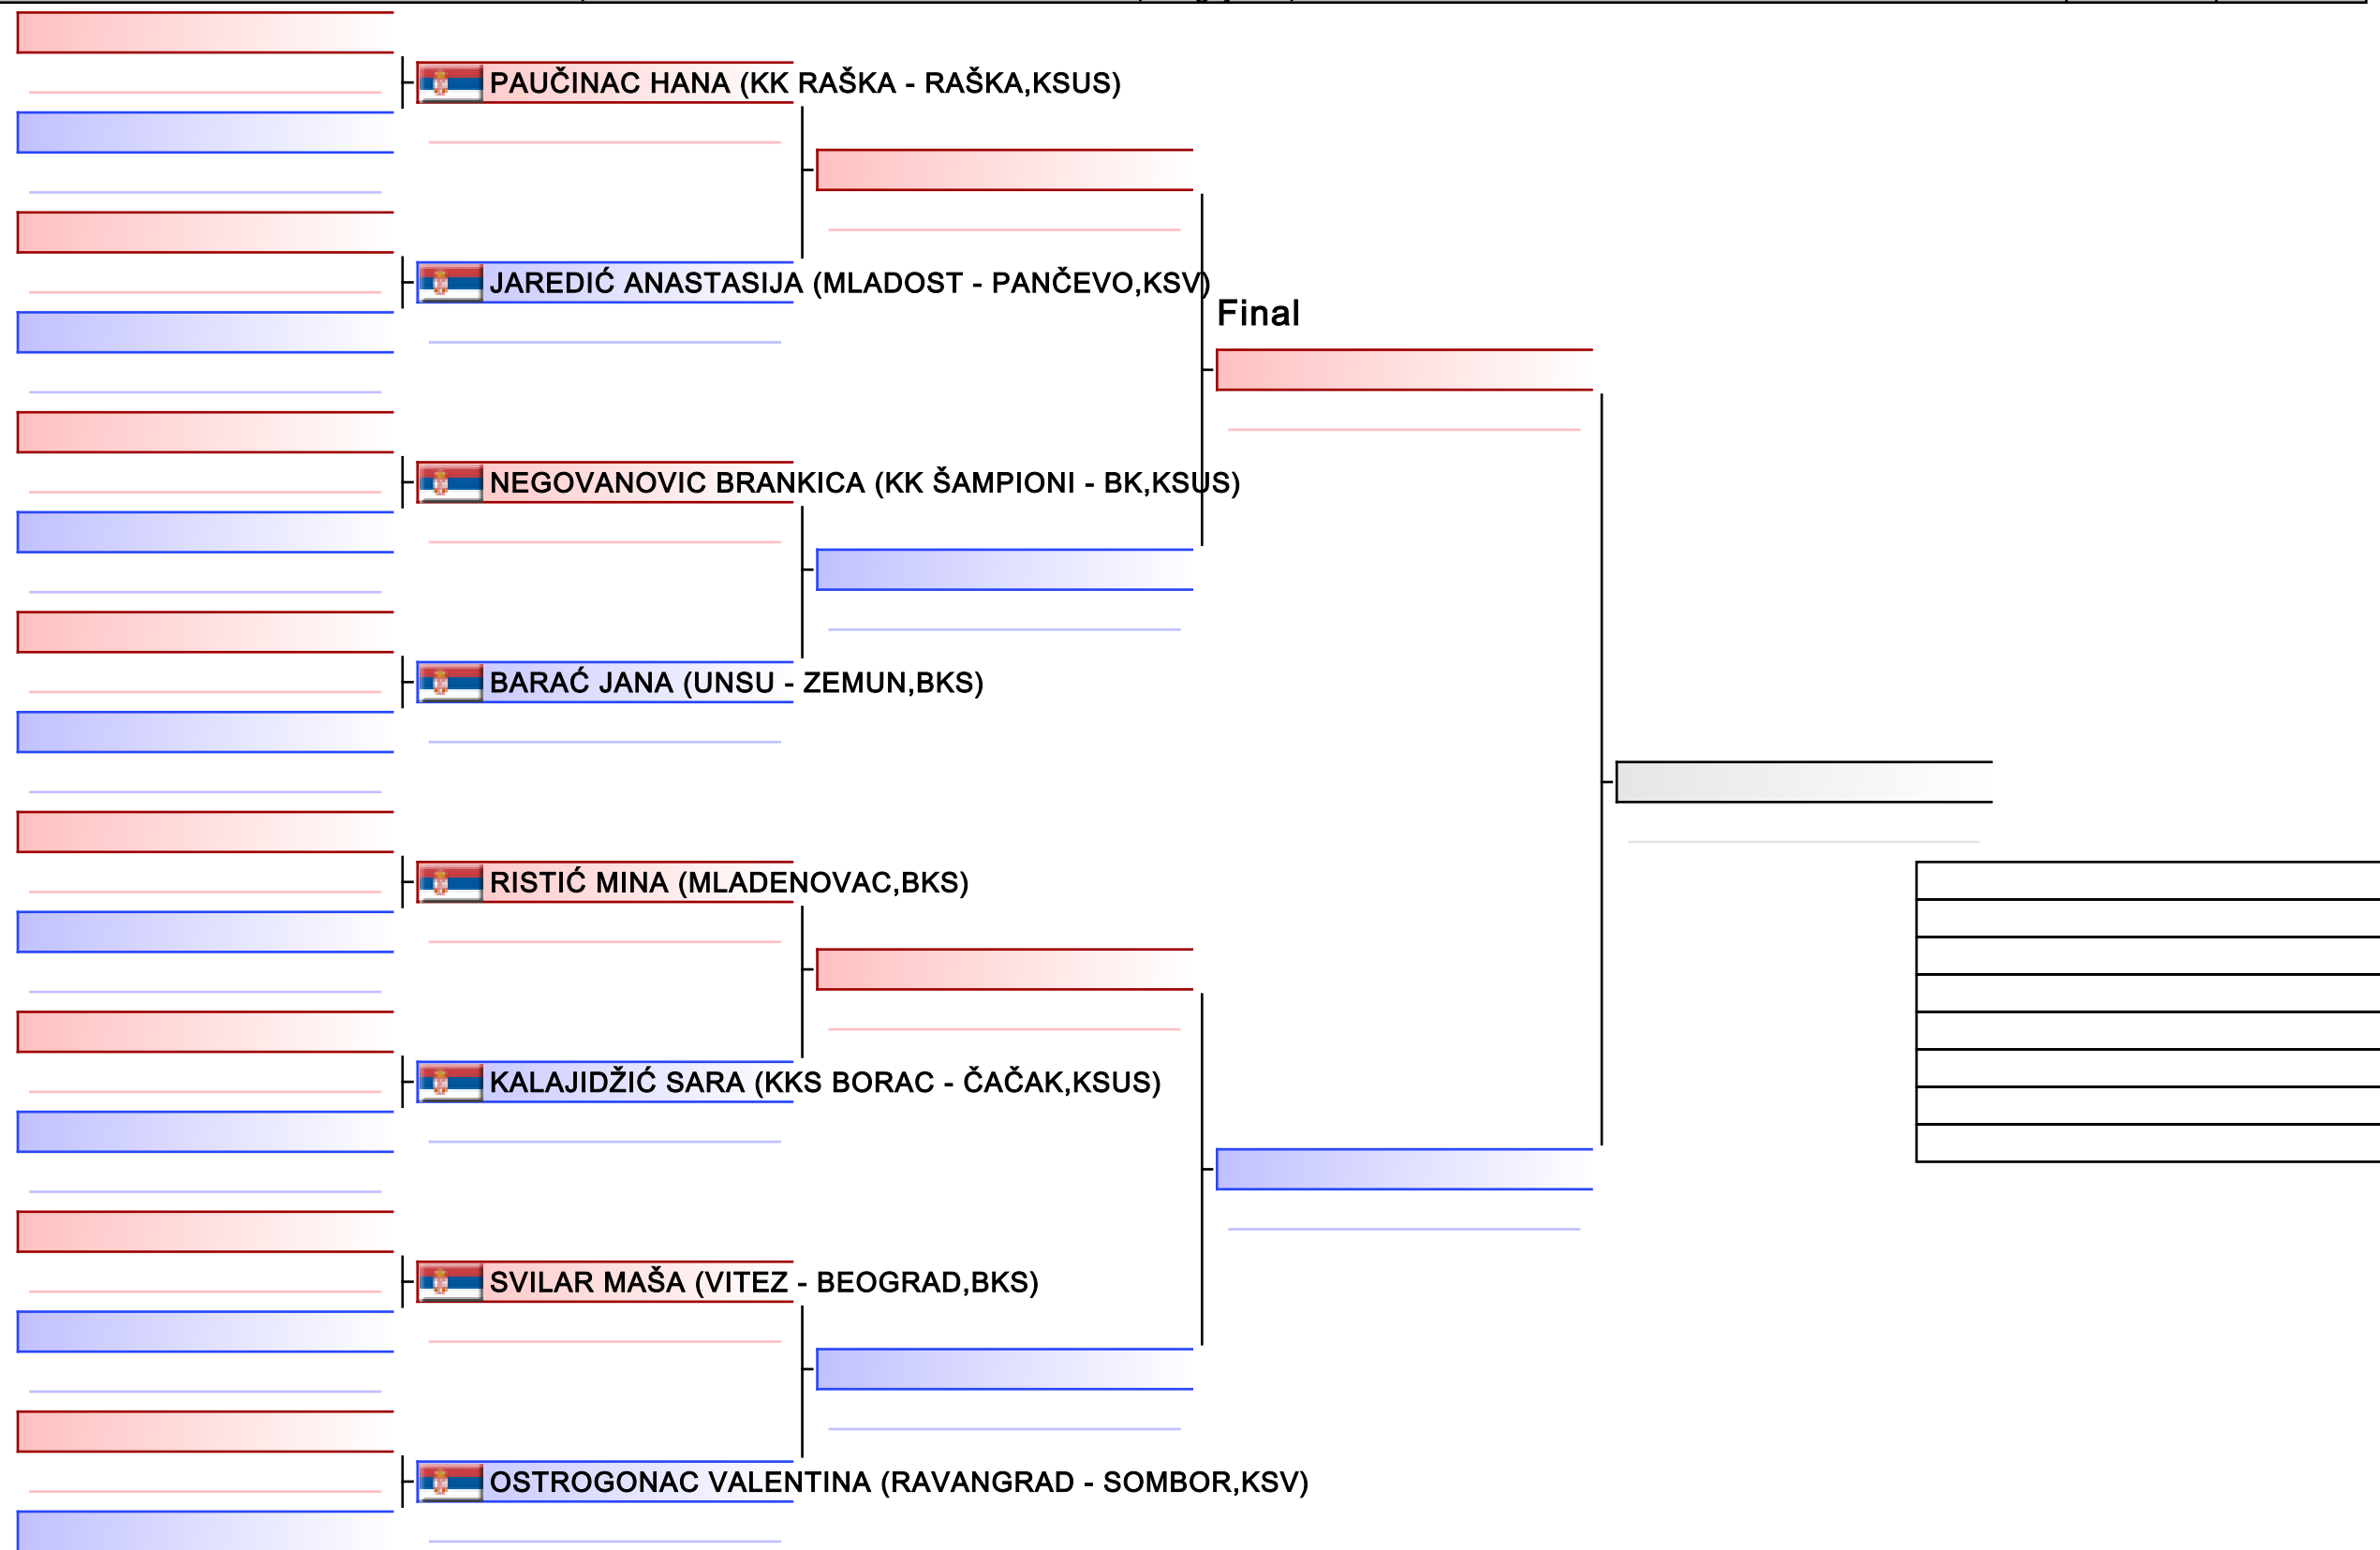 PAUČINAC HANA (KK RAŠKA - RAŠKA,KSUS)
JAREDIĆ ANASTASIJA (MLADOST - PANČEVO,KSV)
Final
NEGOVANOVIC BRANKICA (KK ŠAMPIONI - BK,KSUS)
BARAĆ JANA (UNSU - ZEMUN,BKS)
RISTIĆ MINA (MLADENOVAC,BKS)
KALAJIDŽIĆ SARA (KKS BORAC - ČAČAK,KSUS)
SVILAR MAŠA (VITEZ - BEOGRAD,BKS)
OSTROGONAC VALENTINA (RAVANGRAD - SOMBOR,KSV)